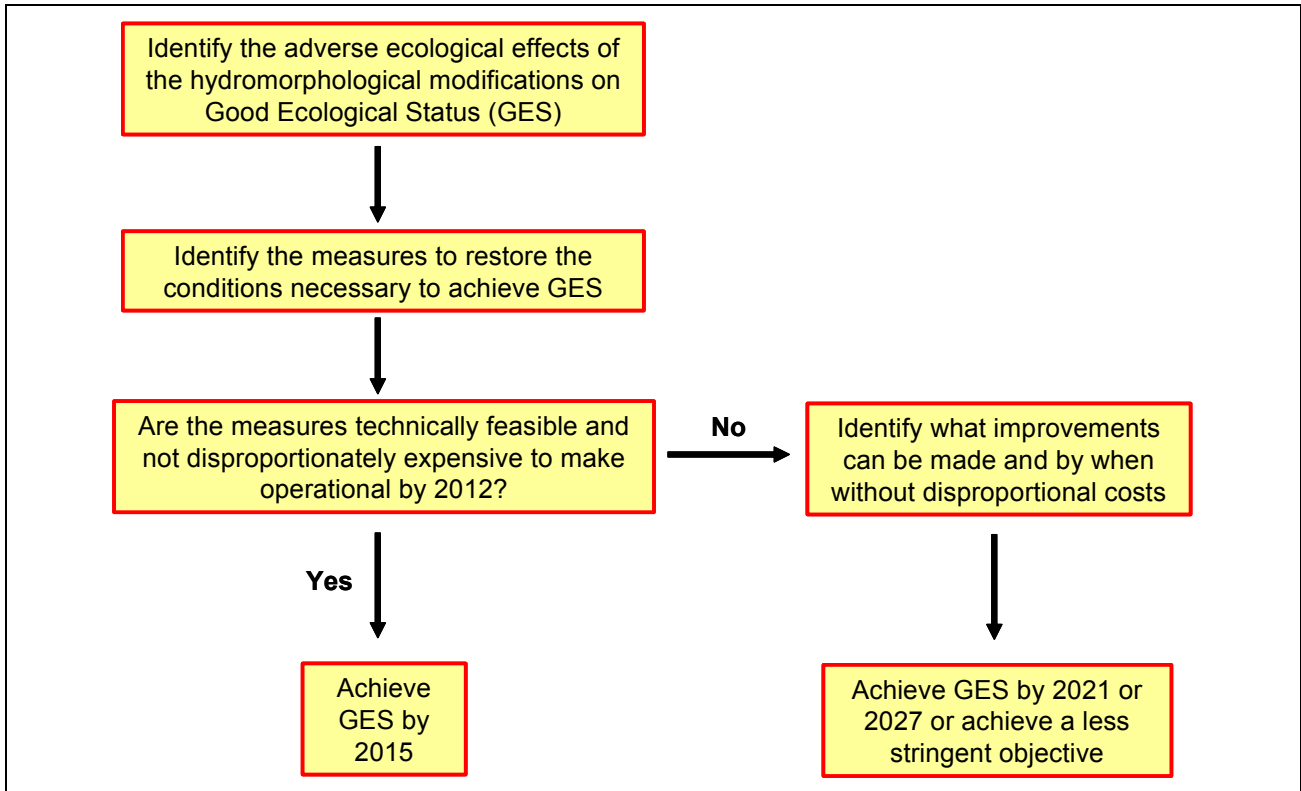 Identify the adverse ecological effects of
the hydromorphological modifications on
Good Ecological Status (GES)
Identify the measures to restore the
conditions necessary to achieve GES
Are the measures technically feasible and
not disproportionately expensive to make
operational by 2012?
No
Identify what improvements
can be made and by when
without disproportional costs
Yes
Achieve
GES by
2015
Achieve GES by 2021 or
2027 or achieve a less
stringent objective